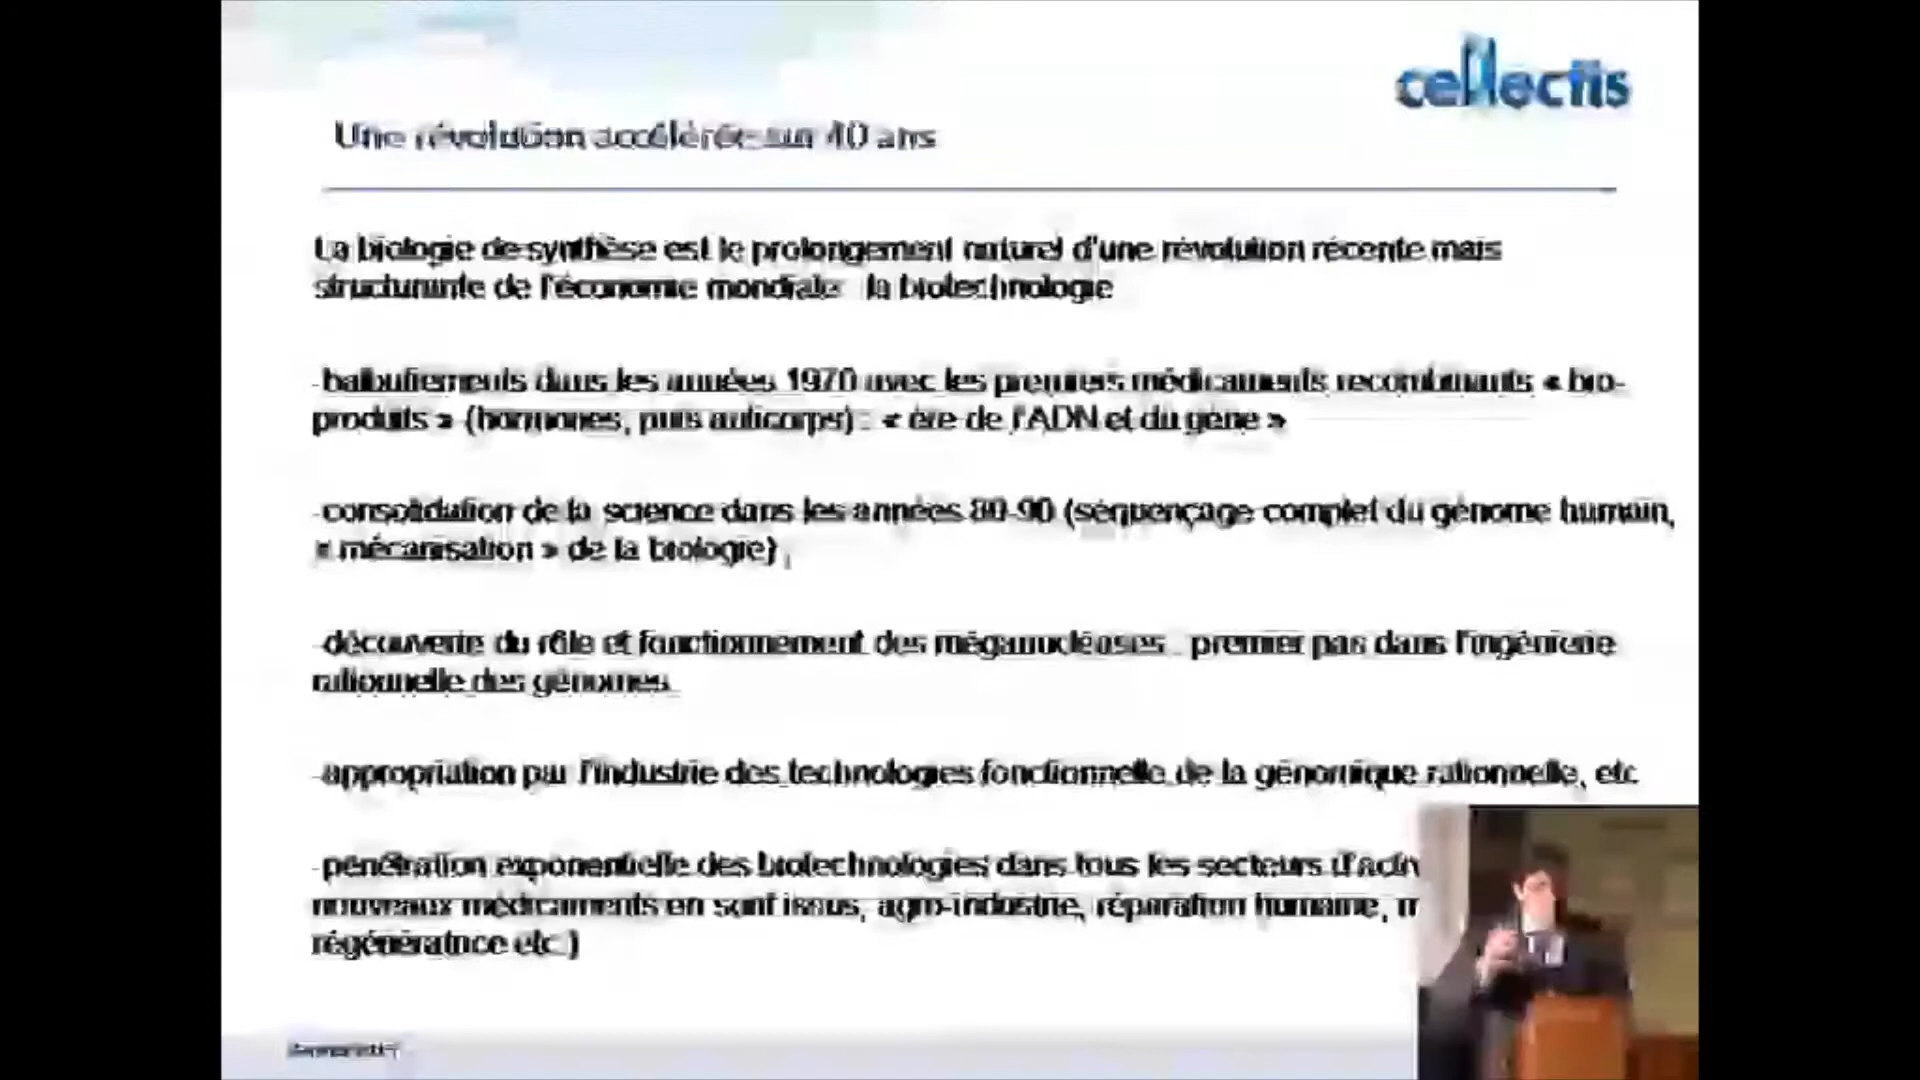 cellectis
Une révolution accélérée sur 40 ans
La biologie de synthèse est le prolongement naturel d'une révolution récente mais
structurante de l'économie mondiale : la biotechnologie
-balbutiements dans les années 1970 avec les premiers médicaments recombinants « bio-
produits » (hormones, puis anticorps) : « ère de l'ADN et du gène »
-consolidation de la science dans les années 80-90 (séquençage complet du génome humain,
« mécanisation » de la biologie) ;
-découverte du rôle et fonctionnement des méganucléases : premier pas dans l'ingénierie
rationnelle des génomes.
-appropriation par l'industrie des technologies fonctionnelle de la génomique rationnelle, etc
-pénétration exponentielle des biotechnologies dans tous les secteurs d'activ
nouveaux médicaments en sont issus, agro-industrie, réparation humaine, m
régénératrice etc.)